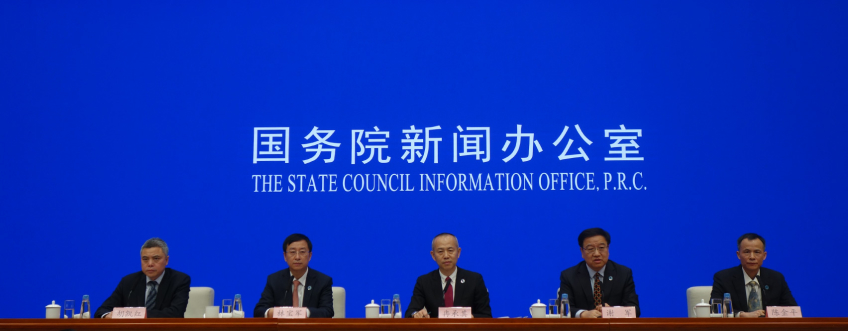 国务院新闻办公室
THE STATE COUNCIL INFORMATION OFFICE, P.R.C.